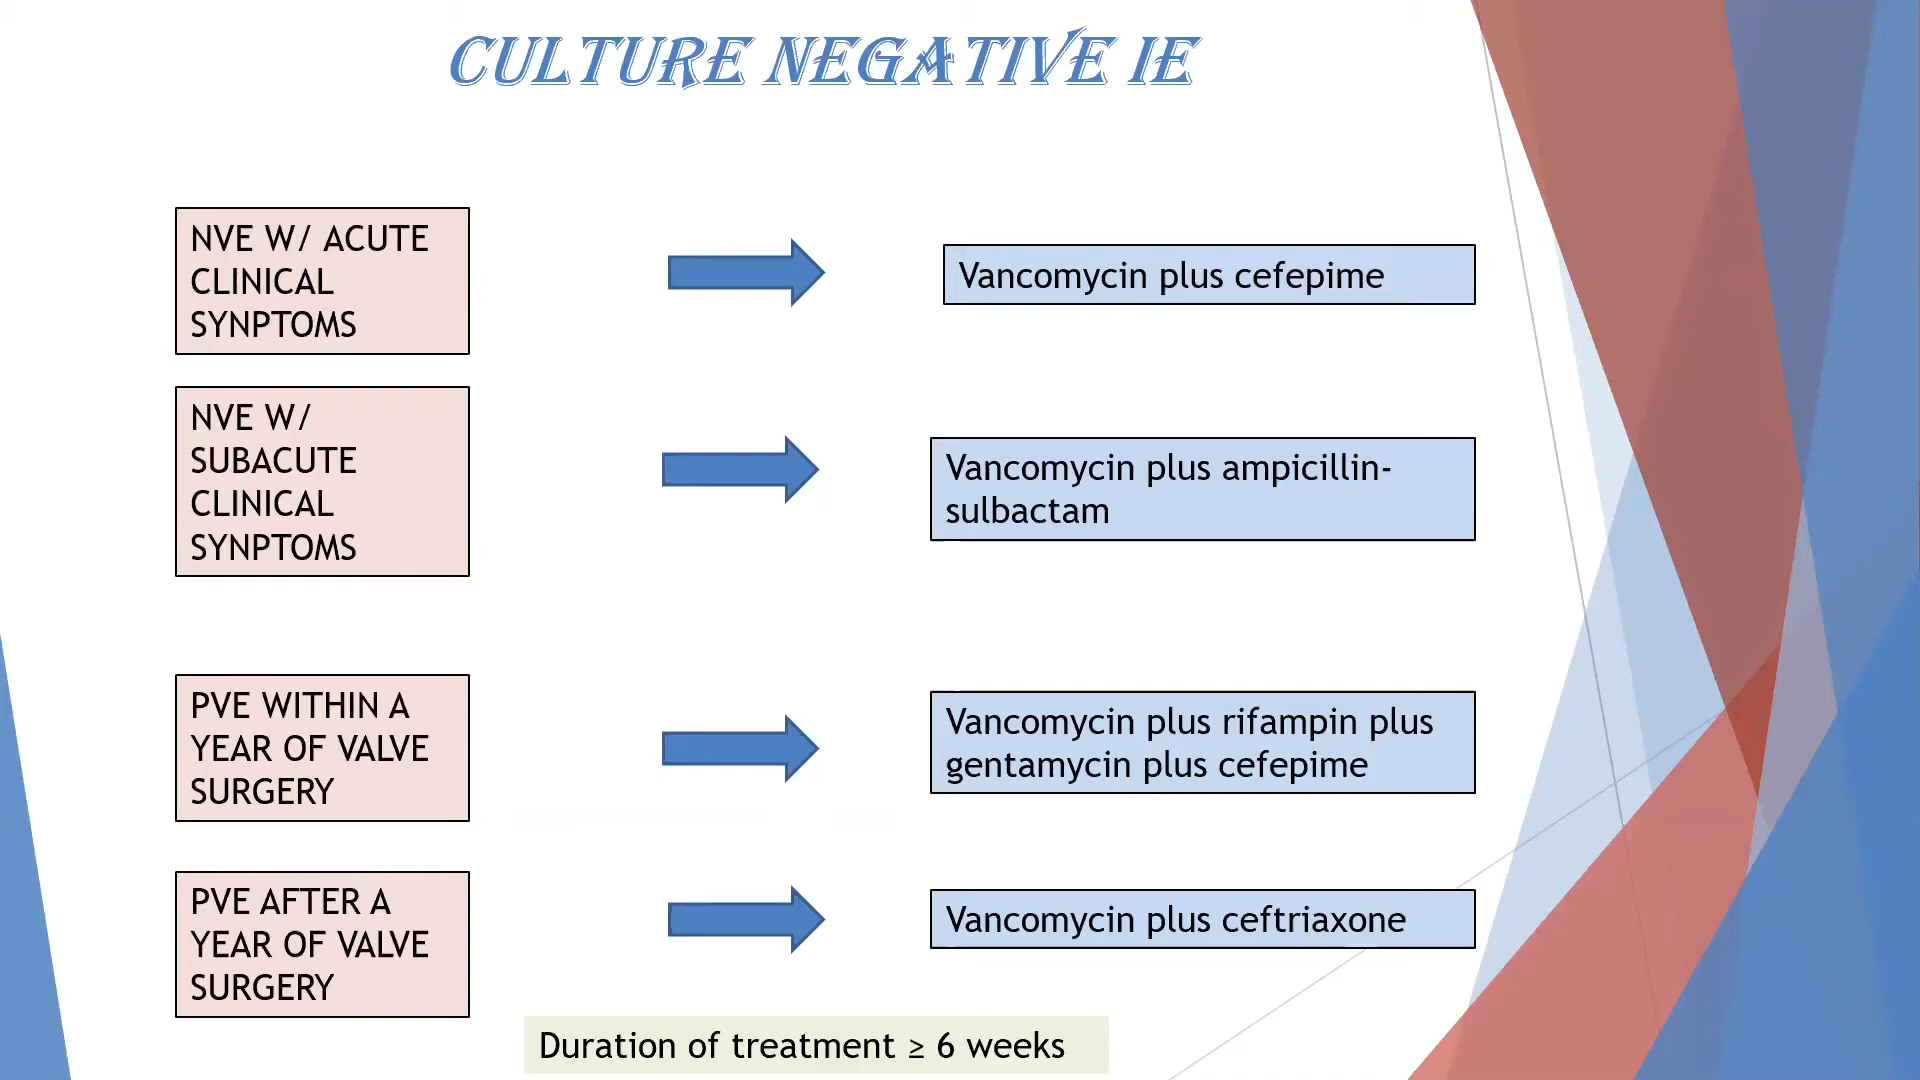 CULTURE NEGATIVE IE
NVE W/ ACUTE
CLINICAL
SYNPTOMS
Vancomycin plus cefepime
NVE W/
SUBACUTE
CLINICAL
SYNPTOMS
Vancomycin plus ampicillin-
sulbactam
PVE WITHIN A
YEAR OF VALVE
SURGERY
Vancomycin plus rifampin plus
gentamycin plus cefepime
PVE AFTER A
YEAR OF VALVE
SURGERY
Vancomycin plus ceftriaxone
Duration of treatment ≥ 6 weeks